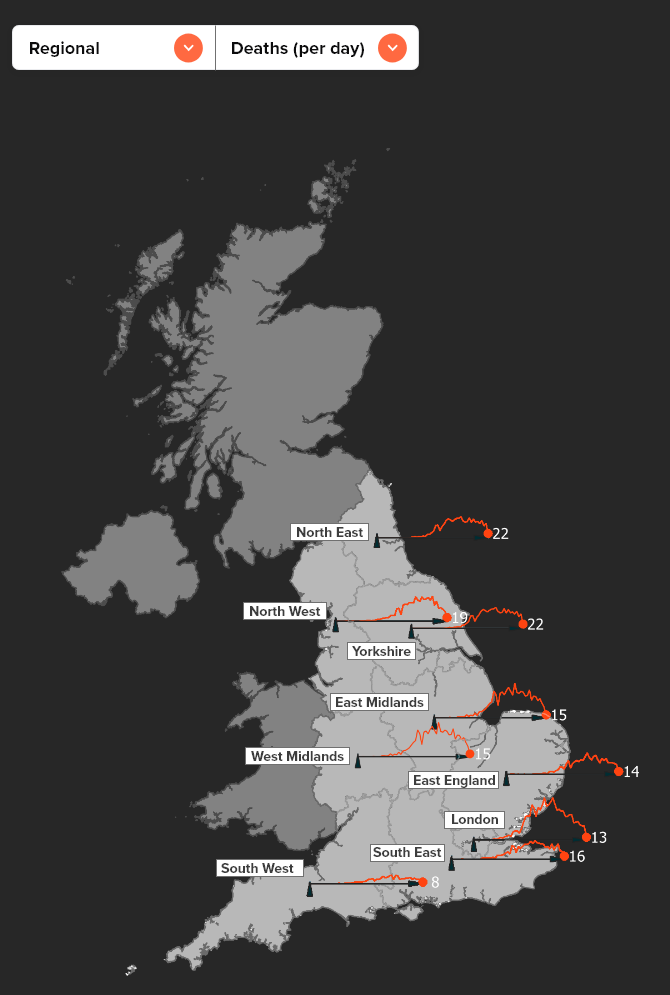 Regional
Deaths (per day)
North East
22
North West
19
22
Yorkshire
East Midlands
15
West Midlands
15
East England
14
London
13
South East
16
South West
8